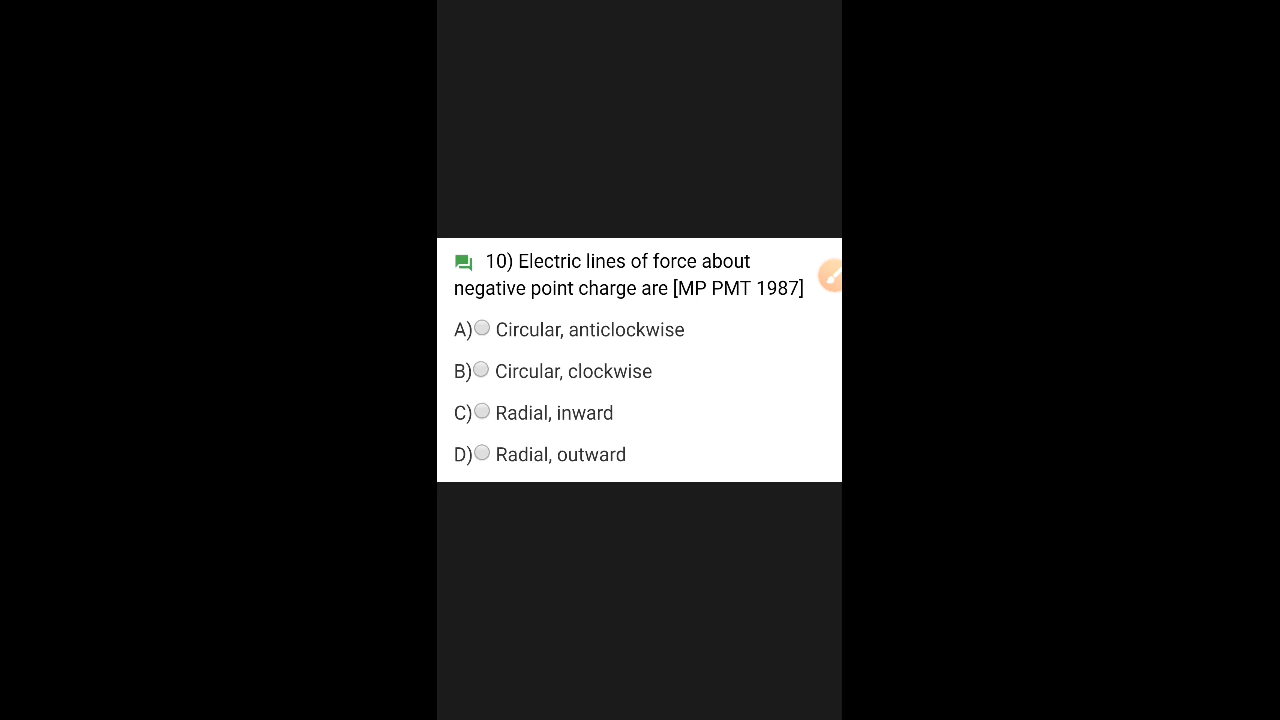 10) Electric lines of force about
negative point charge are [MP PMT 1987]
A) Circular, anticlockwise
B) Circular, clockwise
C) Radial, inward
D) Radial, outward